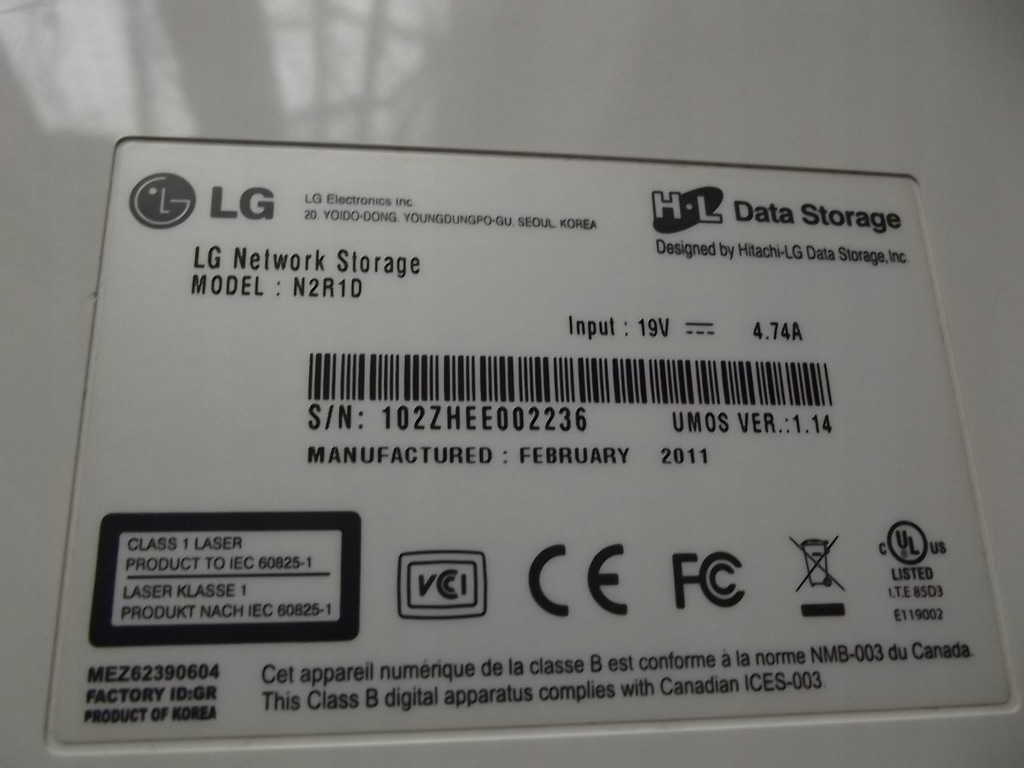 LG
LG Electronics Inc.
20. YOIDO-DONG. YOUNGDUNGPO-GU. SEOUL. KOREA
H·L Data Storage
Designed by Hitachi-LG Data Storage, Inc
LG Network Storage
MODEL : N2R1D
Input : 19V ⎓ 4.74A
S/N: 102ZHEE002236
UMOS VER.:1.14
MANUFACTURED : FEBRUARY 2011
CLASS 1 LASER
PRODUCT TO IEC 60825-1
LASER KLASSE 1
PRODUKT NACH IEC 60825-1
VCI
CE
FC
c UL US
LISTED
I.T.E 85D3
E119002
MEZ62390604
FACTORY ID:GR
PRODUCT OF KOREA
Cet appareil numérique de la classe B est conforme à la norme NMB-003 du Canada.
This Class B digital apparatus complies with Canadian ICES-003.